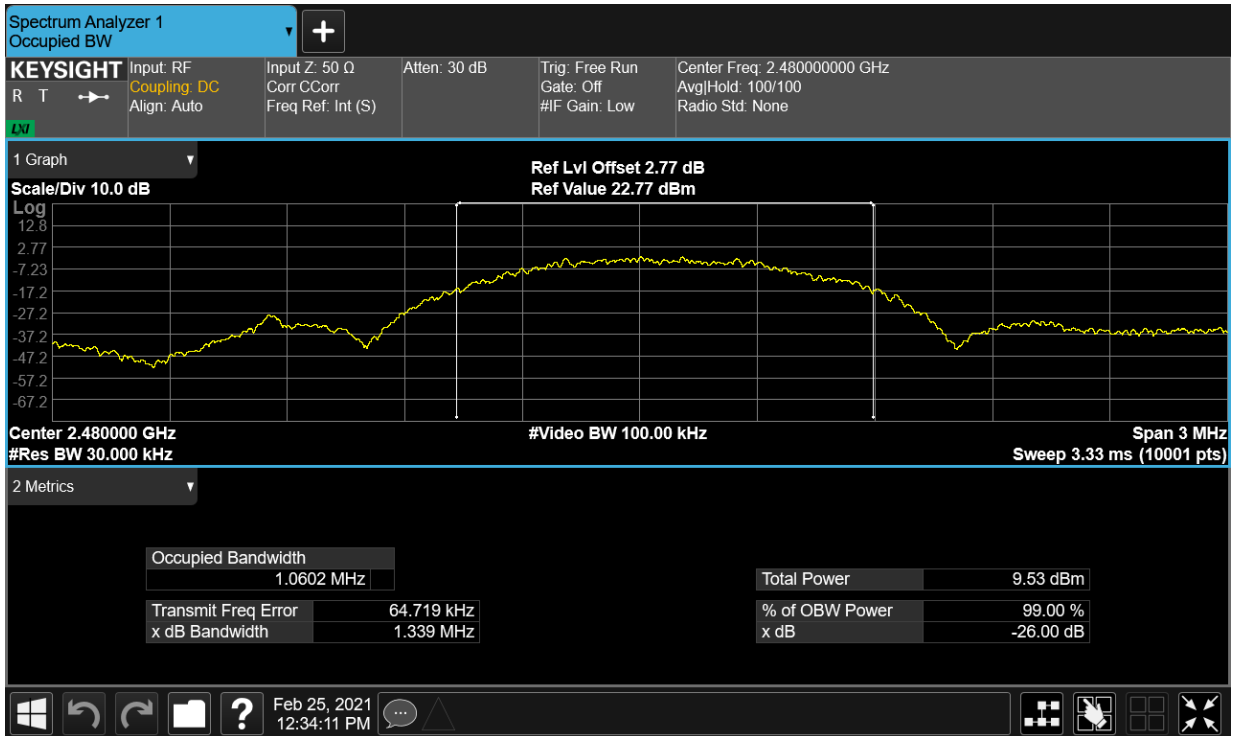 Spectrum Analyzer 1
Occupied BW
KEYSIGHT
R T
LXI
Input: RF
Coupling: DC
Align: Auto
Input Z: 50 Ω
Corr CCorr
Freq Ref: Int (S)
Atten: 30 dB
Trig: Free Run
Gate: Off
#IF Gain: Low
Center Freq: 2.480000000 GHz
Avg|Hold: 100/100
Radio Std: None
1 Graph
Scale/Div 10.0 dB
Ref Lvl Offset 2.77 dB
Ref Value 22.77 dBm
Log
12.8
2.77
-7.23
-17.2
-27.2
-37.2
-47.2
-57.2
-67.2
Center 2.480000 GHz
#Video BW 100.00 kHz
Span 3 MHz
#Res BW 30.000 kHz
Sweep 3.33 ms (10001 pts)
2 Metrics
Occupied Bandwidth
1.0602 MHz
Total Power 9.53 dBm
Transmit Freq Error 64.719 kHz
% of OBW Power 99.00 %
x dB Bandwidth 1.339 MHz
x dB -26.00 dB
?
Feb 25, 2021
12:34:11 PM